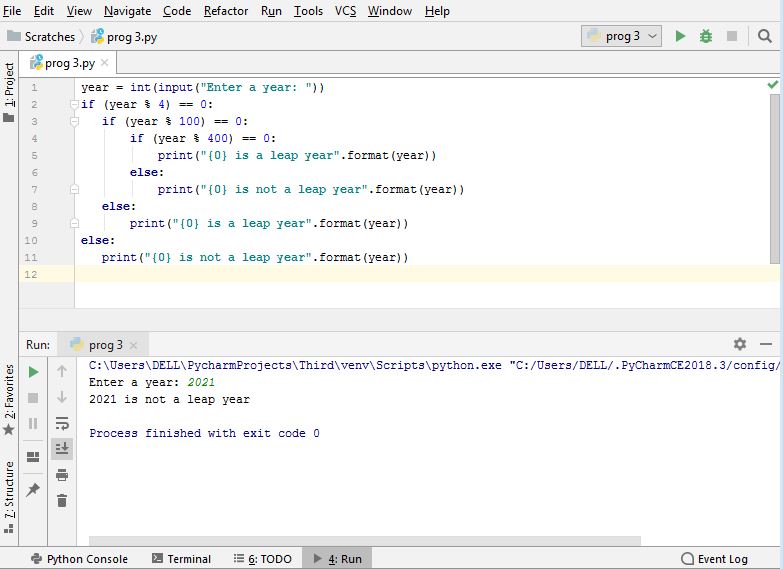 File Edit View Navigate Code Refactor Run Tools VCS Window Help
Scratches prog 3.py prog 3
prog 3.py
1: Project
1 year = int(input("Enter a year: "))
2 if (year % 4) == 0:
3 if (year % 100) == 0:
4 if (year % 400) == 0:
5 print("{0} is a leap year".format(year))
6 else:
7 print("{0} is not a leap year".format(year))
8 else:
9 print("{0} is a leap year".format(year))
10 else:
11 print("{0} is not a leap year".format(year))
12
Run: prog 3
C:\Users\DELL\PycharmProjects\Third\venv\Scripts\python.exe "C:/Users/DELL/.PyCharmCE2018.3/config/
Enter a year: 2021
2021 is not a leap year
Process finished with exit code 0
2: Favorites
7: Structure
Python Console Terminal 6: TODO 4: Run Event Log